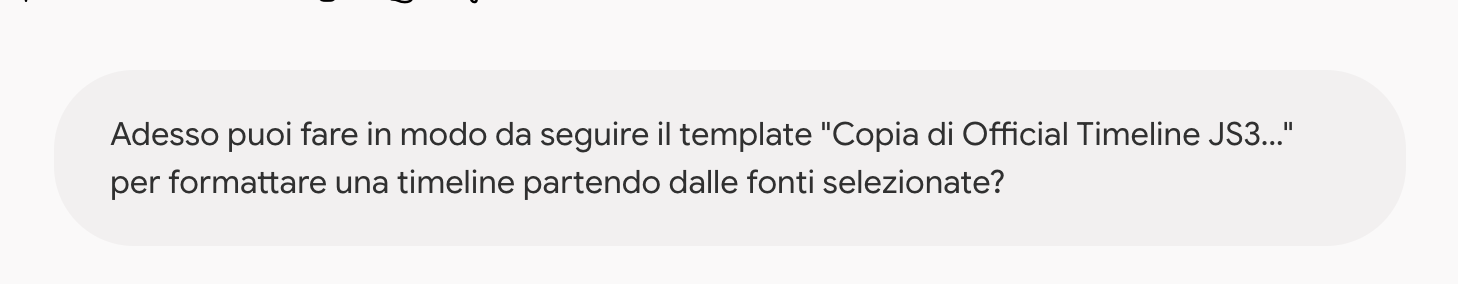 Adesso puoi fare in modo da seguire il template "Copia di Official Timeline JS3..."
per formattare una timeline partendo dalle fonti selezionate?